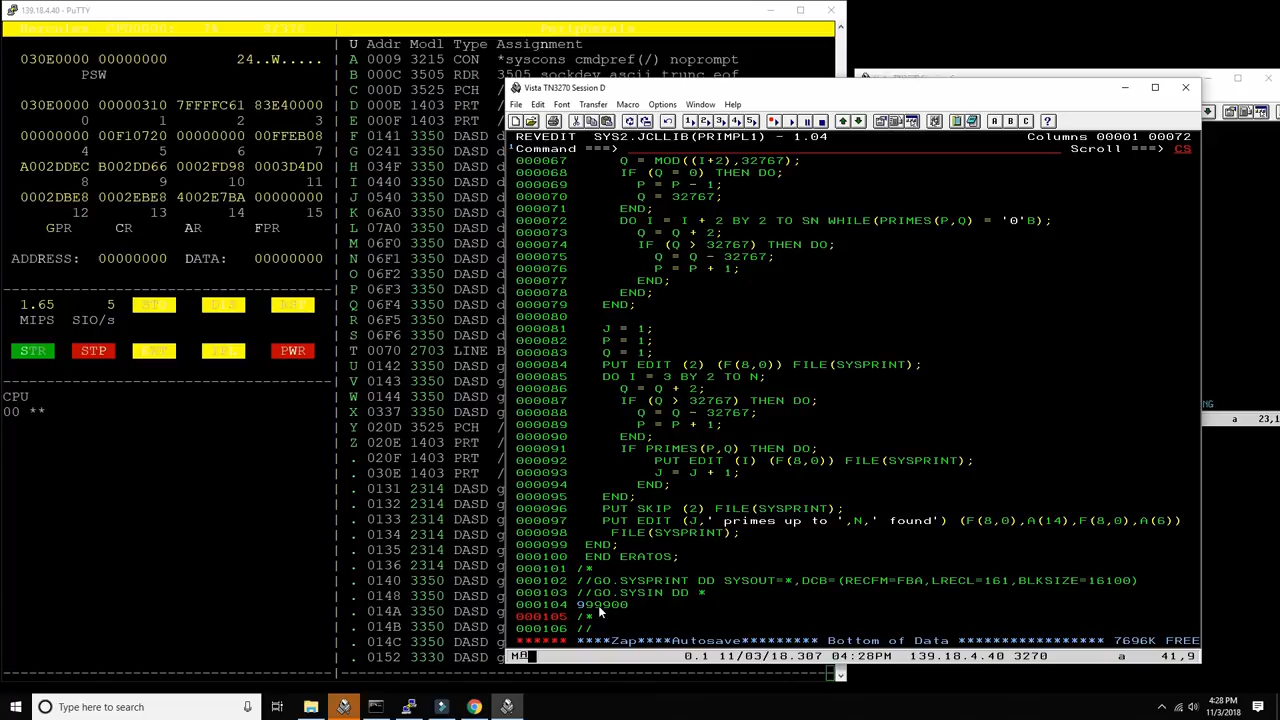 139.18.4.40 - PuTTY
Hercules CPU0000: 7% S/370 | Peripherals
| U Addr Modl Type Assignment
030E0000 00000000 24..W..... | A 0009 3215 CON *syscons cmdpref(/) noprompt
PSW | B 000C 3505 RDR 3505 sockdev ascii trunc eof
| C 000D 3525 PCH
030E0000 00000310 7FFFFC61 83E40000 | D 000E 1403 PRT
0 1 2 3 | E 000F 1403 PRT /
00000000 00F10720 00000000 00FFEB08 | F 0141 3350 DASD
4 5 6 7 | G 0241 3350 DASD g
A002DDEC B002DD66 0002FD98 0003D4D0 | H 034F 3350 DASD
8 9 10 11 | I 0440 3350 DASD
0002DBE8 0002EBE8 4002E7BA 00000000 | J 0540 3350 DASD
12 13 14 15 | K 06A0 3350 DASD
GPR CR AR FPR | L 07A0 3350 DASD
| M 06F0 3350 DASD
ADDRESS: 00000000 DATA: 00000000 | N 06F1 3350 DASD
| O 06F2 3350 DASD
| P 06F3 3350 DASD
1.65 5 | Q 06F4 3350 DASD
MIPS SIO/s | R 06F5 3350 DASD
| S 06F6 3350 DASD
STR STP PWR | T 0070 2703 LINE
| U 0142 3350 DASD
| V 0143 3350 DASD
CPU | W 0144 3350 DASD
00 ** | X 0337 3350 DASD
| Y 020D 3525 PCH /
| Z 020E 1403 PRT /
| . 020F 1403 PRT /
| . 030E 1403 PRT /
| . 0131 2314 DASD g
| . 0132 2314 DASD g
| . 0133 2314 DASD g
| . 0134 2314 DASD g
| . 0135 2314 DASD g
| . 0136 2314 DASD g
| . 0140 3350 DASD g
| . 0148 3350 DASD g
| . 014A 3350 DASD g
| . 014B 3350 DASD g
| . 014C 3350 DASD g
| . 0152 3330 DASD g
Vista TN3270 Session D
File Edit Font Transfer Macro Options Window Help
REVEDIT SYS2.JCLLIB(PRIMPL1) - 1.04 Columns 00001 00072
Command ===> Scroll ===> CS
000067 Q = MOD((I+2),32767);
000068 IF (Q = 0) THEN DO;
000069 P = P - 1;
000070 Q = 32767;
000071 END;
000072 DO I = I + 2 BY 2 TO SN WHILE(PRIMES(P,Q) = '0'B);
000073 Q = Q + 2;
000074 IF (Q > 32767) THEN DO;
000075 Q = Q - 32767;
000076 P = P + 1;
000077 END;
000078 END;
000079 END;
000080
000081 J = 1;
000082 P = 1;
000083 Q = 1;
000084 PUT EDIT (2) (F(8,0)) FILE(SYSPRINT);
000085 DO I = 3 BY 2 TO N;
000086 Q = Q + 2;
000087 IF (Q > 32767) THEN DO;
000088 Q = Q - 32767;
000089 P = P + 1;
000090 END;
000091 IF PRIMES(P,Q) THEN DO;
000092 PUT EDIT (I) (F(8,0)) FILE(SYSPRINT);
000093 J = J + 1;
000094 END;
000095 END;
000096 PUT SKIP (2) FILE(SYSPRINT);
000097 PUT EDIT (J,' primes up to ',N,' found') (F(8,0),A(14),F(8,0),A(6))
000098 FILE(SYSPRINT);
000099 END;
000100 END ERATOS;
000101 /*
000102 //GO.SYSPRINT DD SYSOUT=*,DCB=(RECFM=FBA,LRECL=161,BLKSIZE=16100)
000103 //GO.SYSIN DD *
000104 999900
000105 /*
000106 //
****** ****Zap****Autosave********* Bottom of Data *********** 7696K FREE
0.1 11/03/18.307 04:28PM 139.18.4.40 3270 a 41,9
NG
a 23,1
Type here to search
4:28 PM
11/3/2018